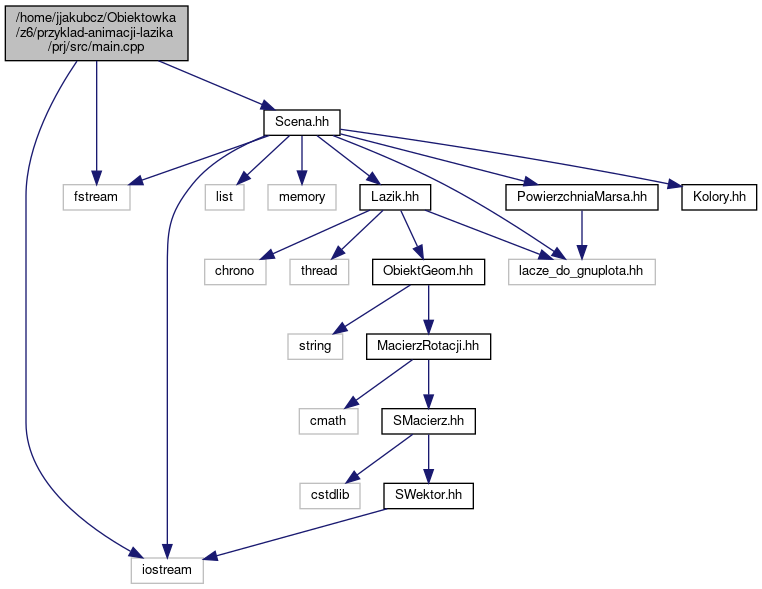 /home/jjakubcz/Obiektowka
/z6/przyklad-animacji-lazika
/prj/src/main.cpp
Scena.hh
fstream
list
memory
Lazik.hh
PowierzchniaMarsa.hh
Kolory.hh
chrono
thread
ObiektGeom.hh
lacze_do_gnuplota.hh
string
MacierzRotacji.hh
cmath
SMacierz.hh
cstdlib
SWektor.hh
iostream